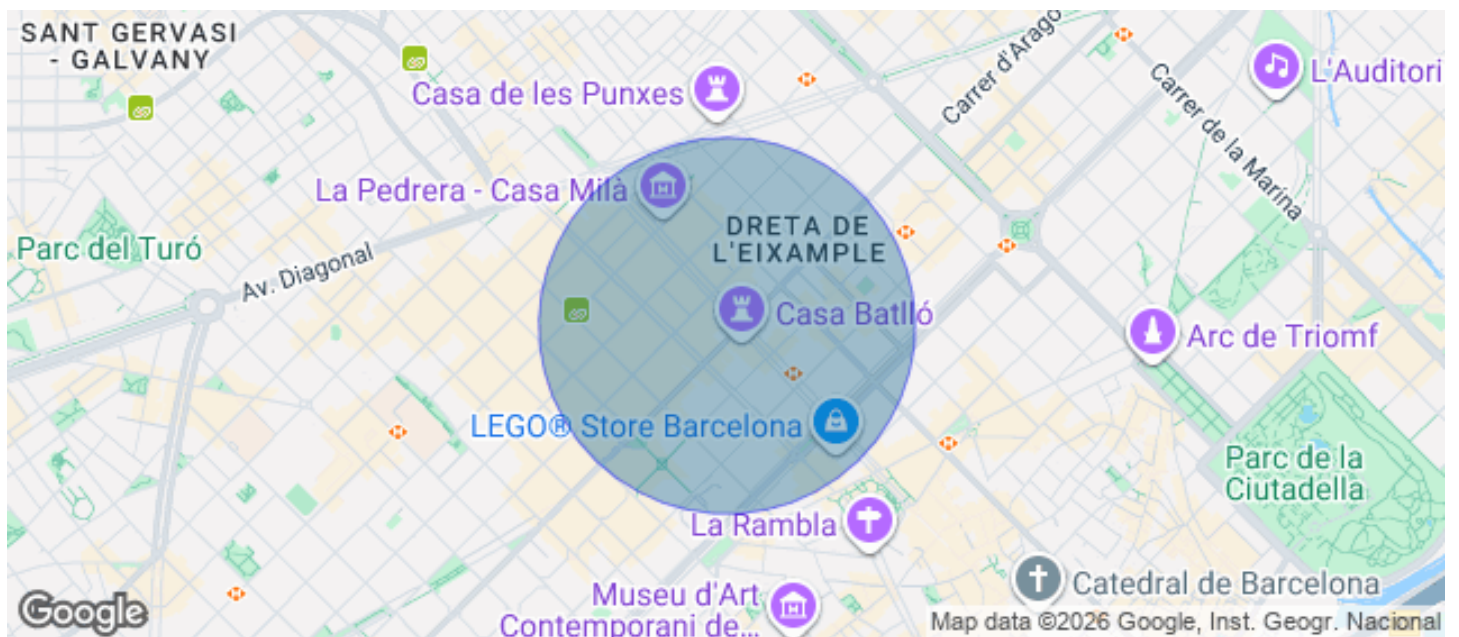 SANT GERVASI
- GALVANY
Casa de les Punxes
Carrer d'Arago
L'Auditori
Carrer de la Marina
La Pedrera - Casa Milà
DRETA DE
L'EIXAMPLE
Parc del Turó
Av. Diagonal
Casa Batlló
Arc de Triomf
LEGO® Store Barcelona
Parc de la
Ciutadella
La Rambla
Catedral de Barcelona
Museu d'Art
Contemporani de...
Google
Map data ©2026 Google, Inst. Geogr. Nacional